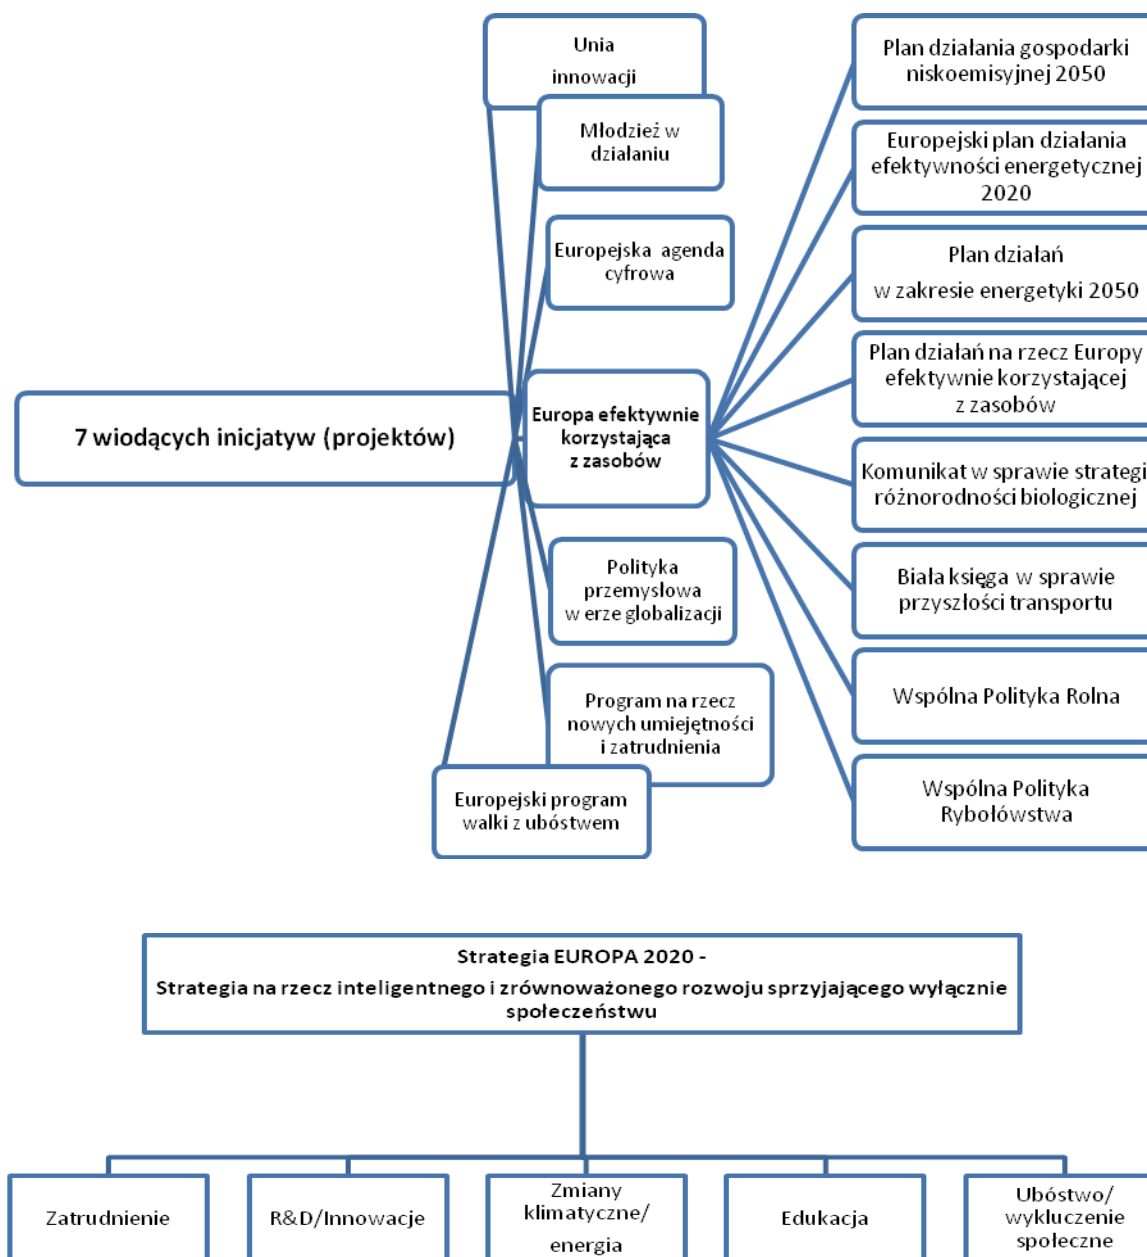 Unia
innowacji
Młodzież w
działaniu
Europejska agenda
cyfrowa
7 wiodących inicjatyw (projektów)
Europa efektywnie
korzystająca
z zasobów
Polityka
przemysłowa
w erze globalizacji
Program na rzecz
nowych umiejętności
i zatrudnienia
Europejski program
walki z ubóstwem
Plan działania gospodarki
niskoemisyjnej 2050
Europejski plan działania
efektywności energetycznej
2020
Plan działań
w zakresie energetyki 2050
Plan działań na rzecz Europy
efektywnie korzystającej
z zasobów
Komunikat w sprawie strategi
różnorodności biologicznej
Biała księga w sprawie
przyszłości transportu
Wspólna Polityka Rolna
Wspólna Polityka
Rybołówstwa
Strategia EUROPA 2020 -
Strategia na rzecz inteligentnego i zrównoważonego rozwoju sprzyjającego wyłącznie
społeczeństwu
Zatrudnienie
R&D/Innowacje
Zmiany
klimatyczne/
energia
Edukacja
Ubóstwo/
wykluczenie
społeczne